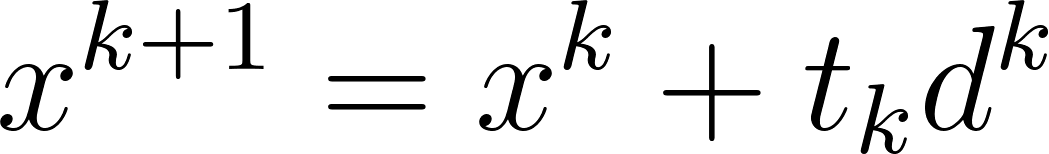 x^{k+1} = x^k + t_k d^k